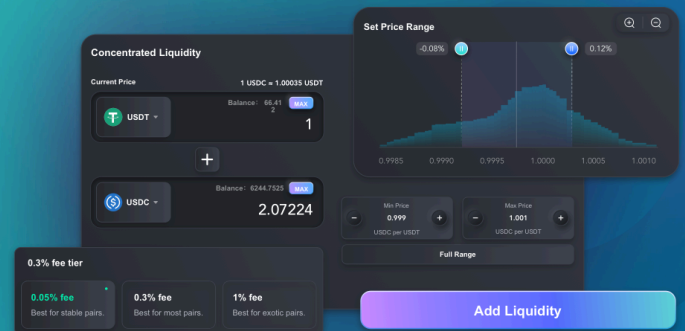 Concentrated Liquidity
Current Price
1 USDC = 1.00035 USDT
USDT
Balance: 66.41
2
MAX
1
+
USDC
Balance: 6244.7525
MAX
2.07224
0.3% fee tier
0.05% fee
Best for stable pairs.
0.3% fee
Best for most pairs.
1% fee
Best for exotic pairs.
Set Price Range
-0.08%
0.12%
0.9985 0.9990 0.9995 1.0000 1.0005 1.0010
Min Price
- 0.999 +
USDC per USDT
Max Price
- 1.001 +
USDC per USDT
Full Range
Add Liquidity